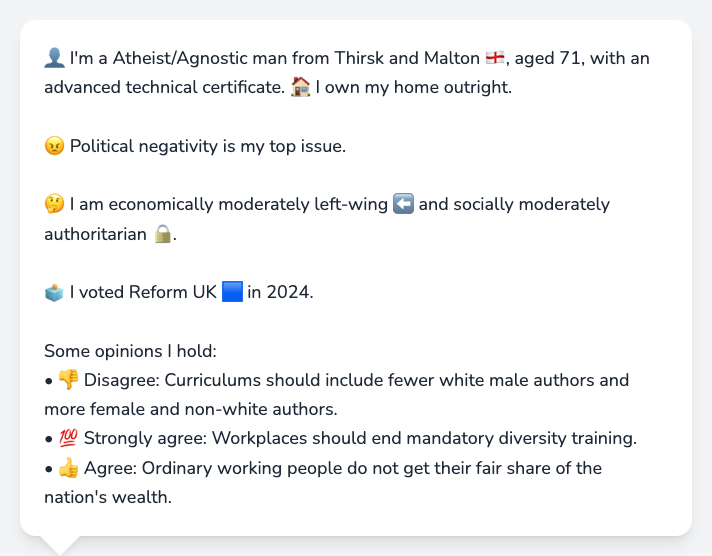 👤 I'm a Atheist/Agnostic man from Thirsk and Malton 🏴󠁧󠁢󠁥󠁮󠁧󠁿, aged 71, with an
advanced technical certificate. 🏠 I own my home outright.
😠 Political negativity is my top issue.
🤔 I am economically moderately left-wing ⬅️ and socially moderately
authoritarian 🔒.
🗳️ I voted Reform UK 🟦 in 2024.
Some opinions I hold:
• 👎 Disagree: Curriculums should include fewer white male authors and
more female and non-white authors.
• 💯 Strongly agree: Workplaces should end mandatory diversity training.
• 👍 Agree: Ordinary working people do not get their fair share of the
nation's wealth.